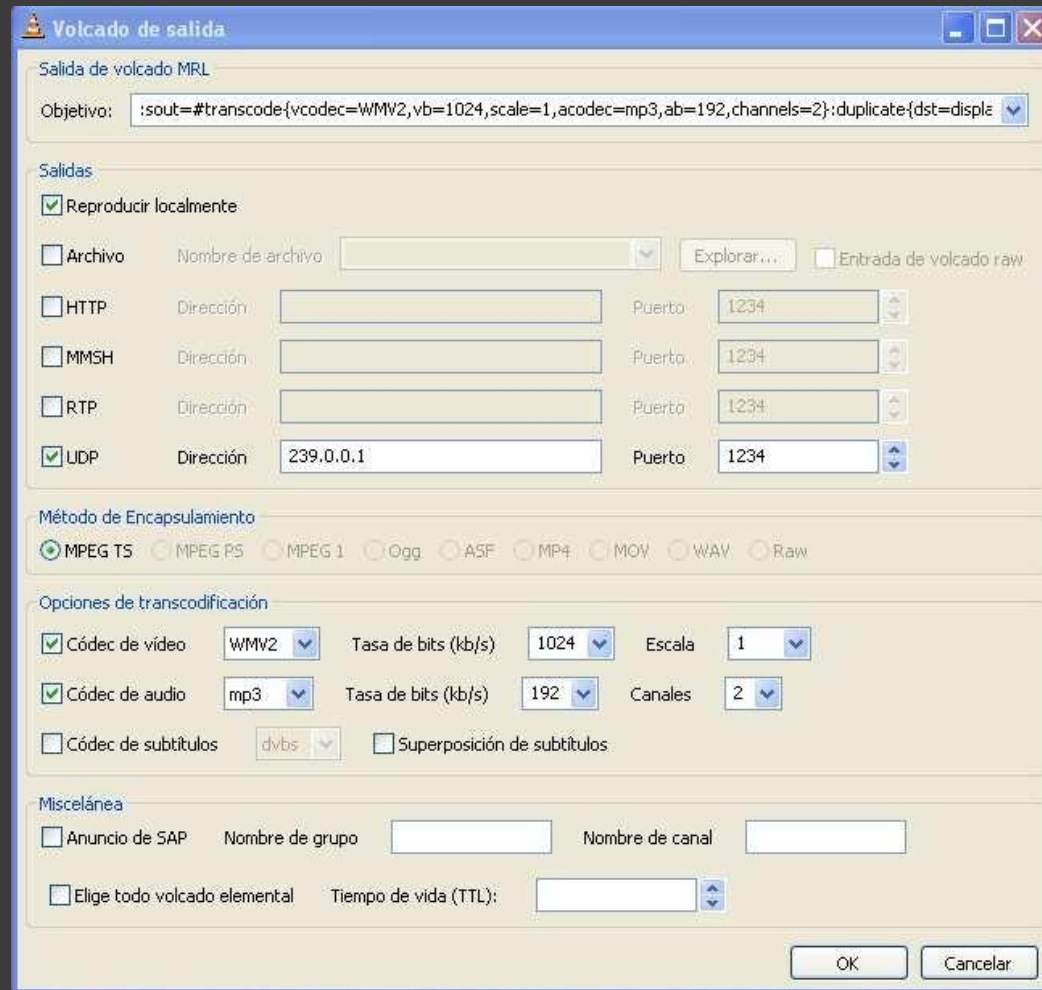 Volcado de salida
Salida de volcado MRL
Objetivo: :sout=#transcode{vcodec=WMV2,vb=1024,scale=1,acodec=mp3,ab=192,channels=2}:duplicate{dst=displa
Salidas
Reproducir localmente
Archivo Nombre de archivo Explorar... Entrada de volcado raw
HTTP Dirección Puerto 1234
MMSH Dirección Puerto 1234
RTP Dirección Puerto 1234
UDP Dirección 239.0.0.1 Puerto 1234
Método de Encapsulamiento
MPEG TS MPEG PS MPEG 1 Ogg ASF MP4 MOV WAV Raw
Opciones de transcodificación
Códec de vídeo WMV2 Tasa de bits (kb/s) 1024 Escala 1
Códec de audio mp3 Tasa de bits (kb/s) 192 Canales 2
Códec de subtítulos dvbs Superposición de subtítulos
Miscelánea
Anuncio de SAP Nombre de grupo Nombre de canal
Elige todo volcado elemental Tiempo de vida (TTL):
OK Cancelar